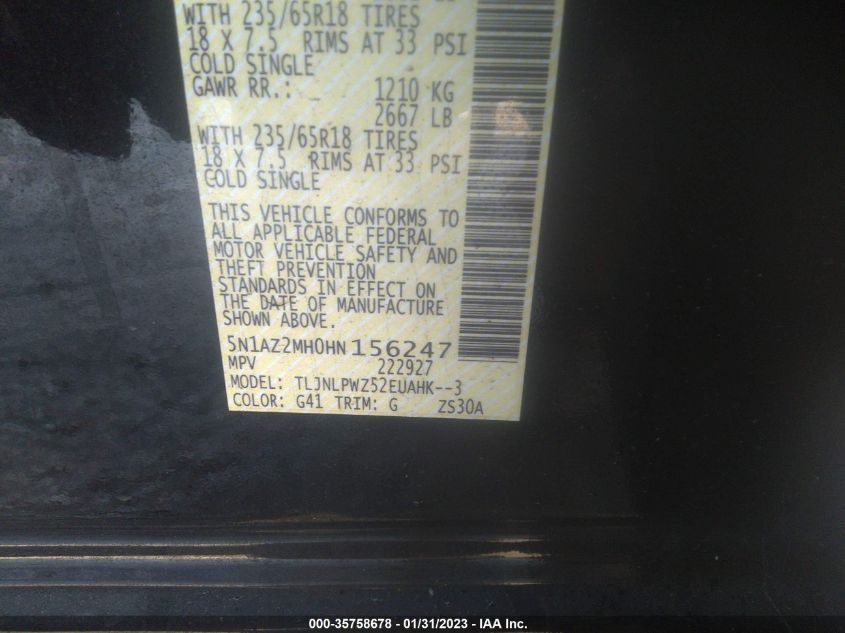 WITH 235/65R18 TIRES
18 X 7.5 RIMS AT 33 PSI
COLD SINGLE
GAWR RR.: _ 1210 KG
2667 LB
WITH 235/65R18 TIRES
18 X 7.5 RIMS AT 33 PSI
COLD SINGLE
THIS VEHICLE CONFORMS TO
ALL APPLICABLE FEDERAL
MOTOR VEHICLE SAFETY AND
THEFT PREVENTION
STANDARDS IN EFFECT ON
THE DATE OF MANUFACTURE
SHOWN ABOVE.
5N1AZ2MH0HN156247
MPV 222927
MODEL: TLJNLPWZ52EUAHK--3
COLOR: G41 TRIM: G ZS30A
000-35758678 - 01/31/2023 - IAA Inc.